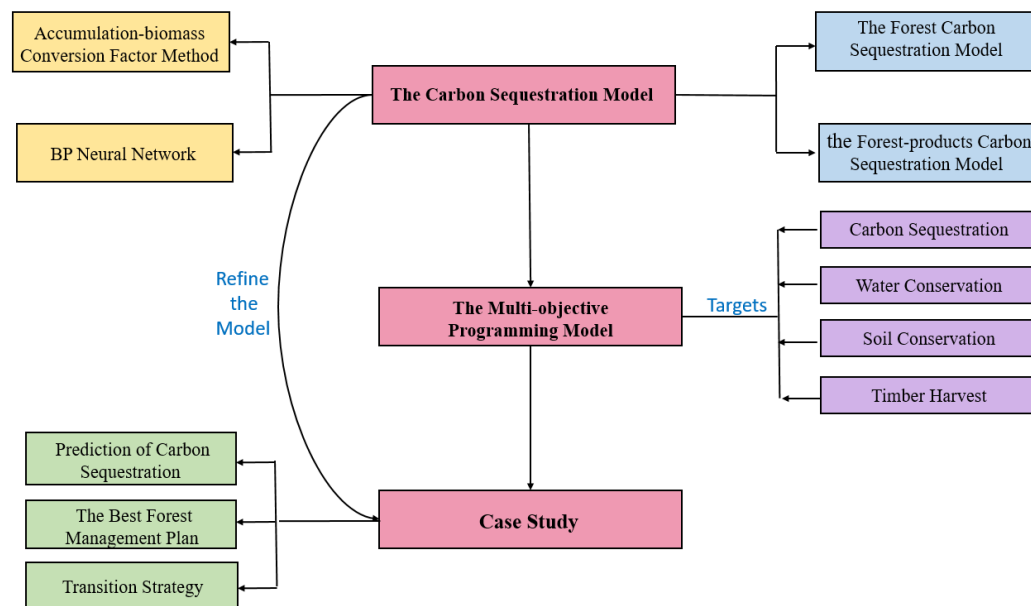 Accumulation-biomass
Conversion Factor Method
BP Neural Network
The Carbon Sequestration Model
The Forest Carbon
Sequestration Model
the Forest-products Carbon
Sequestration Model
Refine
the
Model
The Multi-objective
Programming Model
Targets
Carbon Sequestration
Water Conservation
Soil Conservation
Timber Harvest
Prediction of Carbon
Sequestration
The Best Forest
Management Plan
Transition Strategy
Case Study